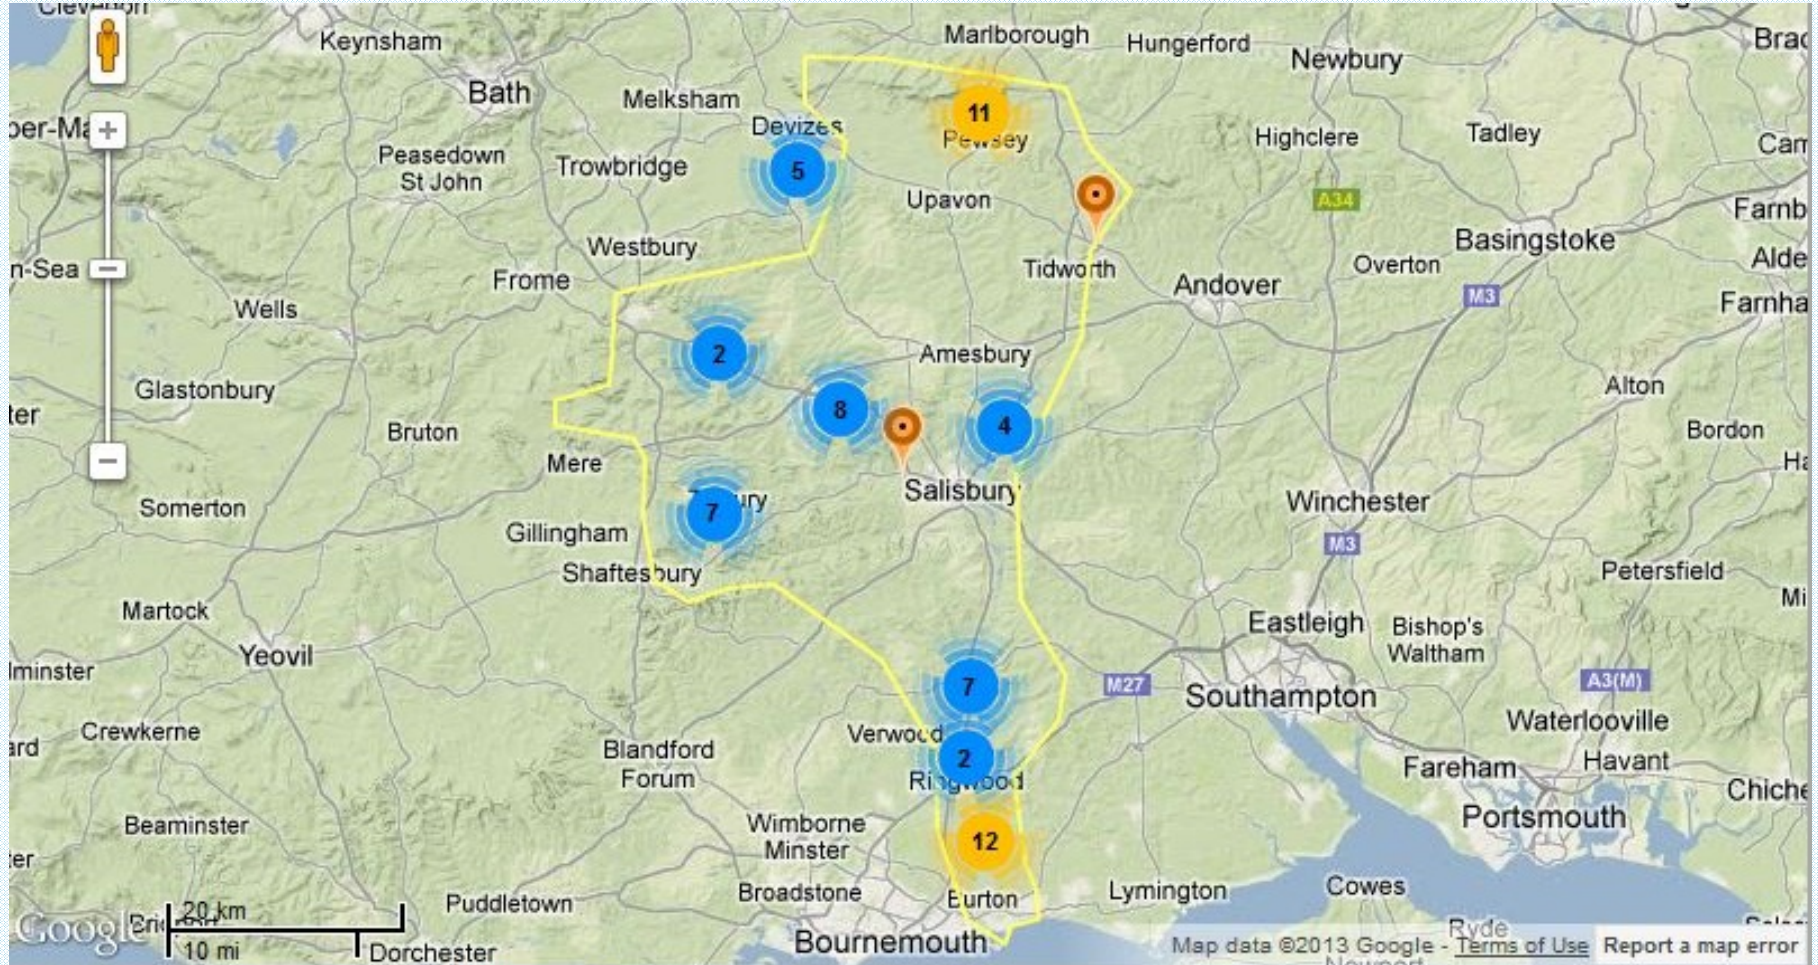 Clevedon
Keynsham
Marlborough
Hungerford
Newbury
Bath
Melksham
11
Devizes
Pewsey
Highclere
Tadley
Peasedown
St John
Trowbridge
5
Upavon
A34
Westbury
Basingstoke
n-Sea
Frome
Tidworth
Andover
Overton
M3
Wells
2
Amesbury
Glastonbury
Alton
8
4
Bruton
Bordon
Mere
Salisbury
Winchester
Somerton
7
Gillingham
M3
Shaftesbury
Petersfield
Martock
Eastleigh
Bishop's
Waltham
Yeovil
lminster
7
M27
Southampton
A3(M)
Crewkerne
Verwood
Waterlooville
Blandford
Forum
2
Ringwood
Fareham
Havant
Portsmouth
Beaminster
Wimborne
Minster
12
Puddletown
Broadstone
Burton
Lymington
Cowes
20 km
Google
10 mi
Dorchester
Bournemouth
Ryde
Map data ©2013 Google - Terms of Use
Report a map error